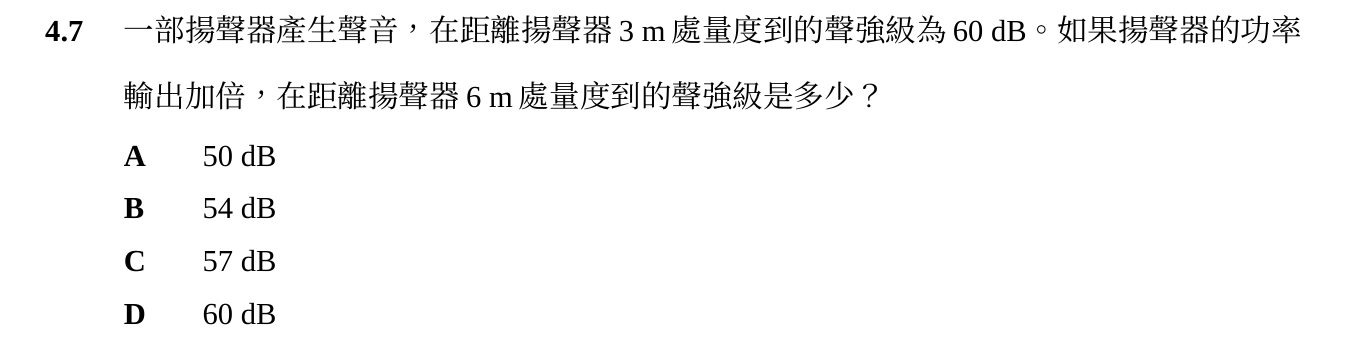 4.7 一部揚聲器產生聲音，在距離揚聲器 3 m 處量度到的聲強級為 60 dB。如果揚聲器的功率
輸出加倍，在距離揚聲器 6 m 處量度到的聲強級是多少？
A 50 dB
B 54 dB
C 57 dB
D 60 dB